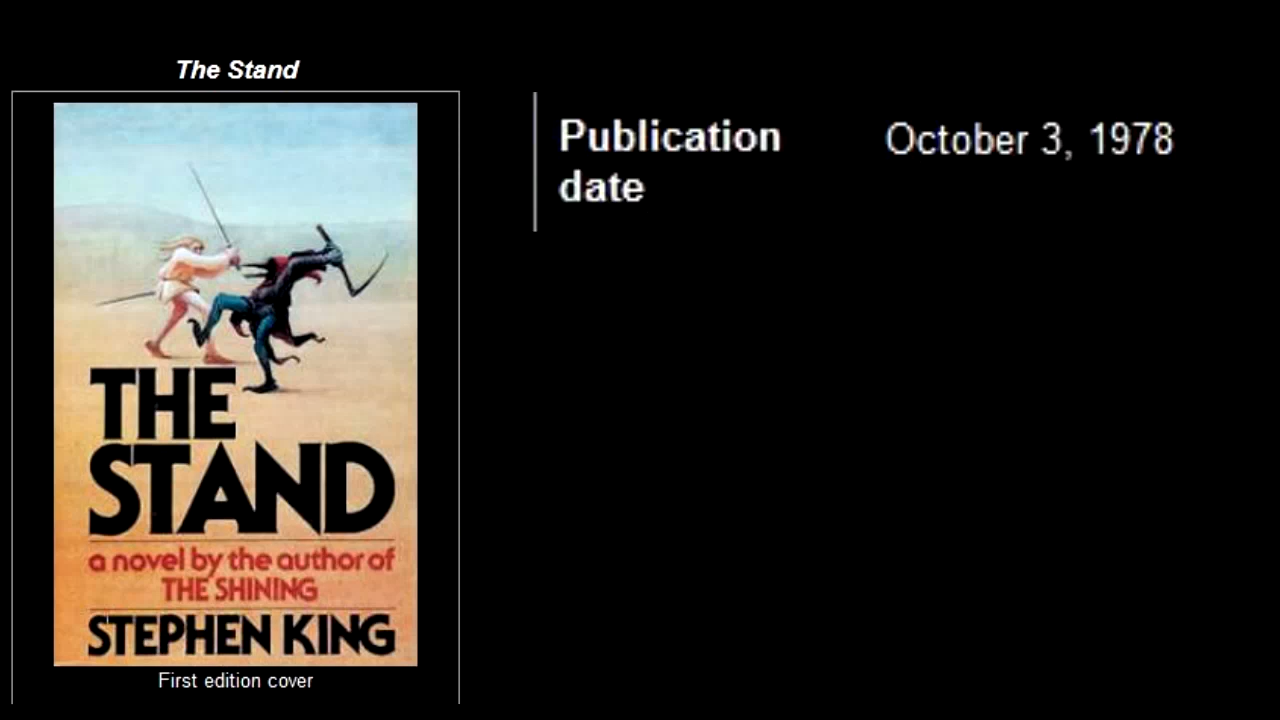 The Stand
THE
STAND
a novel by the author of
THE SHINING
STEPHEN KING
First edition cover
Publication
date
October 3, 1978